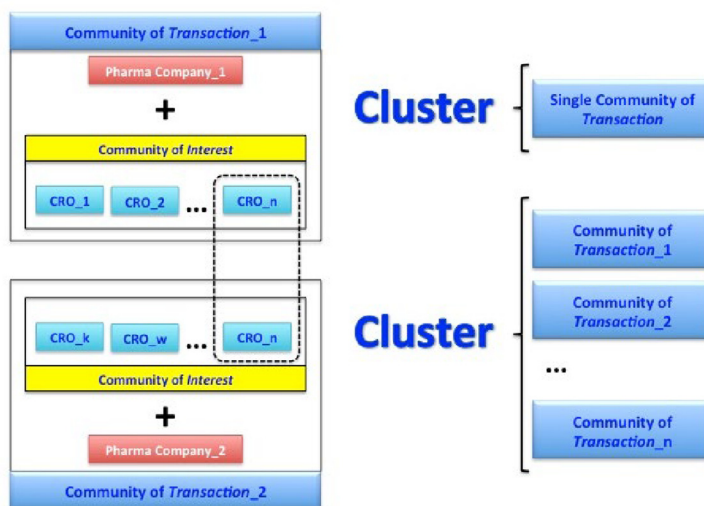 Community of Transaction_1
Pharma Company_1
+
Community of Interest
CRO_1 CRO_2 ... CRO_n
CRO_k CRO_w ... CRO_n
Community of Interest
+
Pharma Company_2
Community of Transaction_2
Cluster
Single Community of
Transaction
Cluster
Community of
Transaction_1
Community of
Transaction_2
...
Community of
Transaction_n